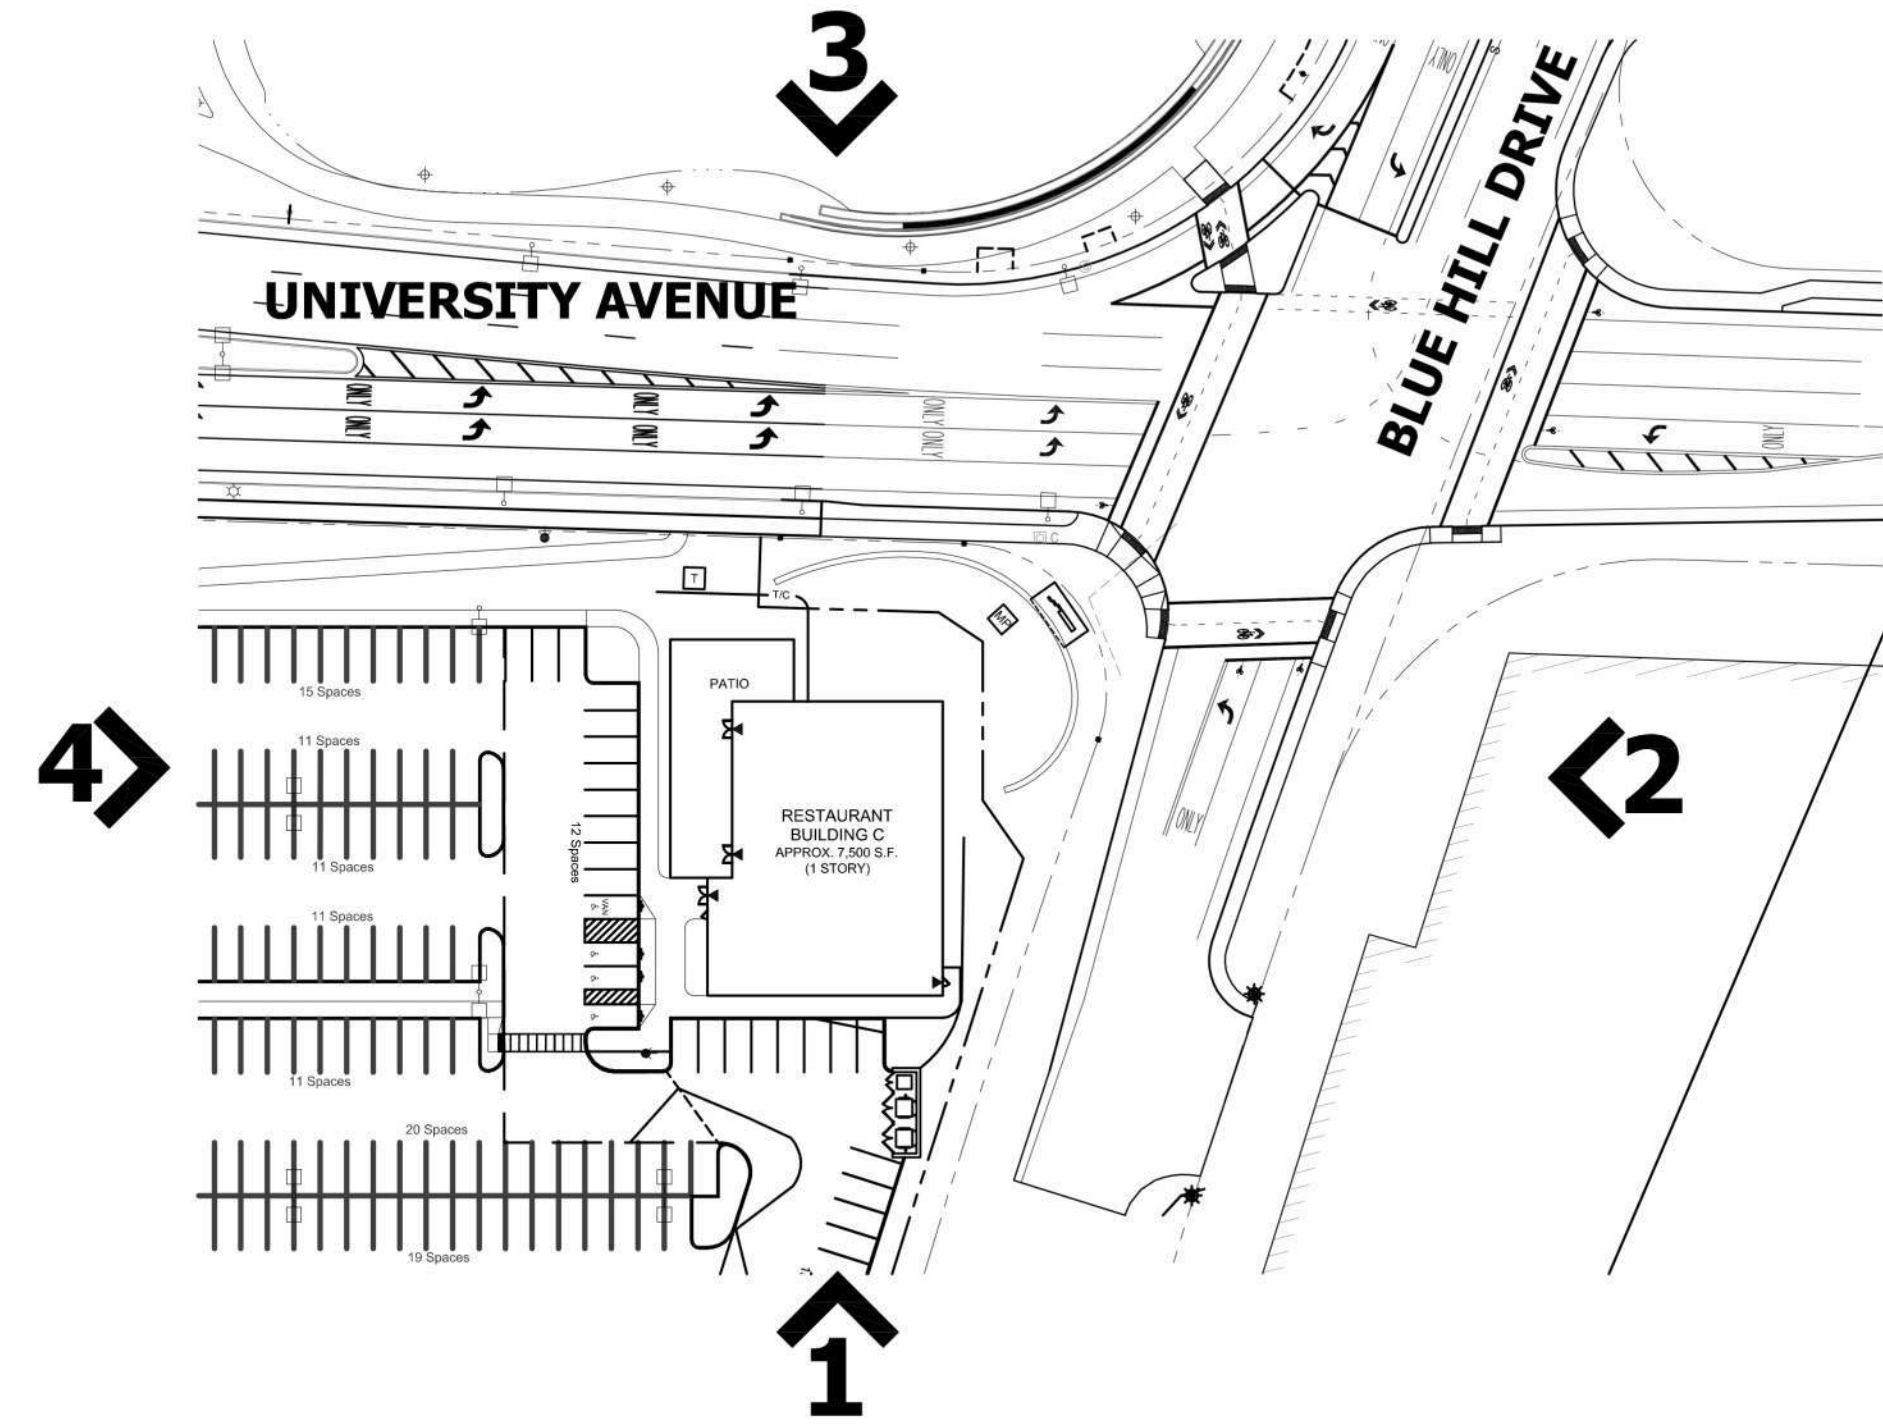 3
BLUE HILL DRIVE
ONLY
UNIVERSITY AVENUE
ONLY
ONLY
ONLY
ONLY
ONLY
ONLY
ONLY
C
T
T/C
MP
PATIO
15 Spaces
11 Spaces
4
2
RESTAURANT
BUILDING C
APPROX. 7,500 S.F.
(1 STORY)
ONLY
12 Spaces
11 Spaces
VAN
11 Spaces
11 Spaces
20 Spaces
19 Spaces
1